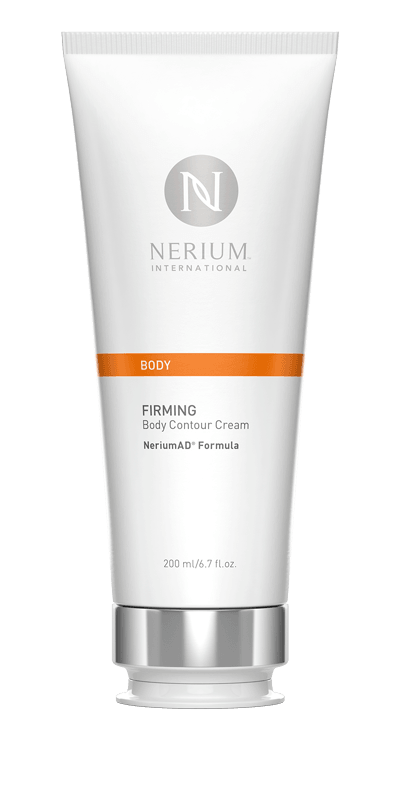 N
NERIUM
INTERNATIONAL
BODY
FIRMING
Body Contour Cream
NeriumAD® Formula
200 ml/6.7 fl.oz.